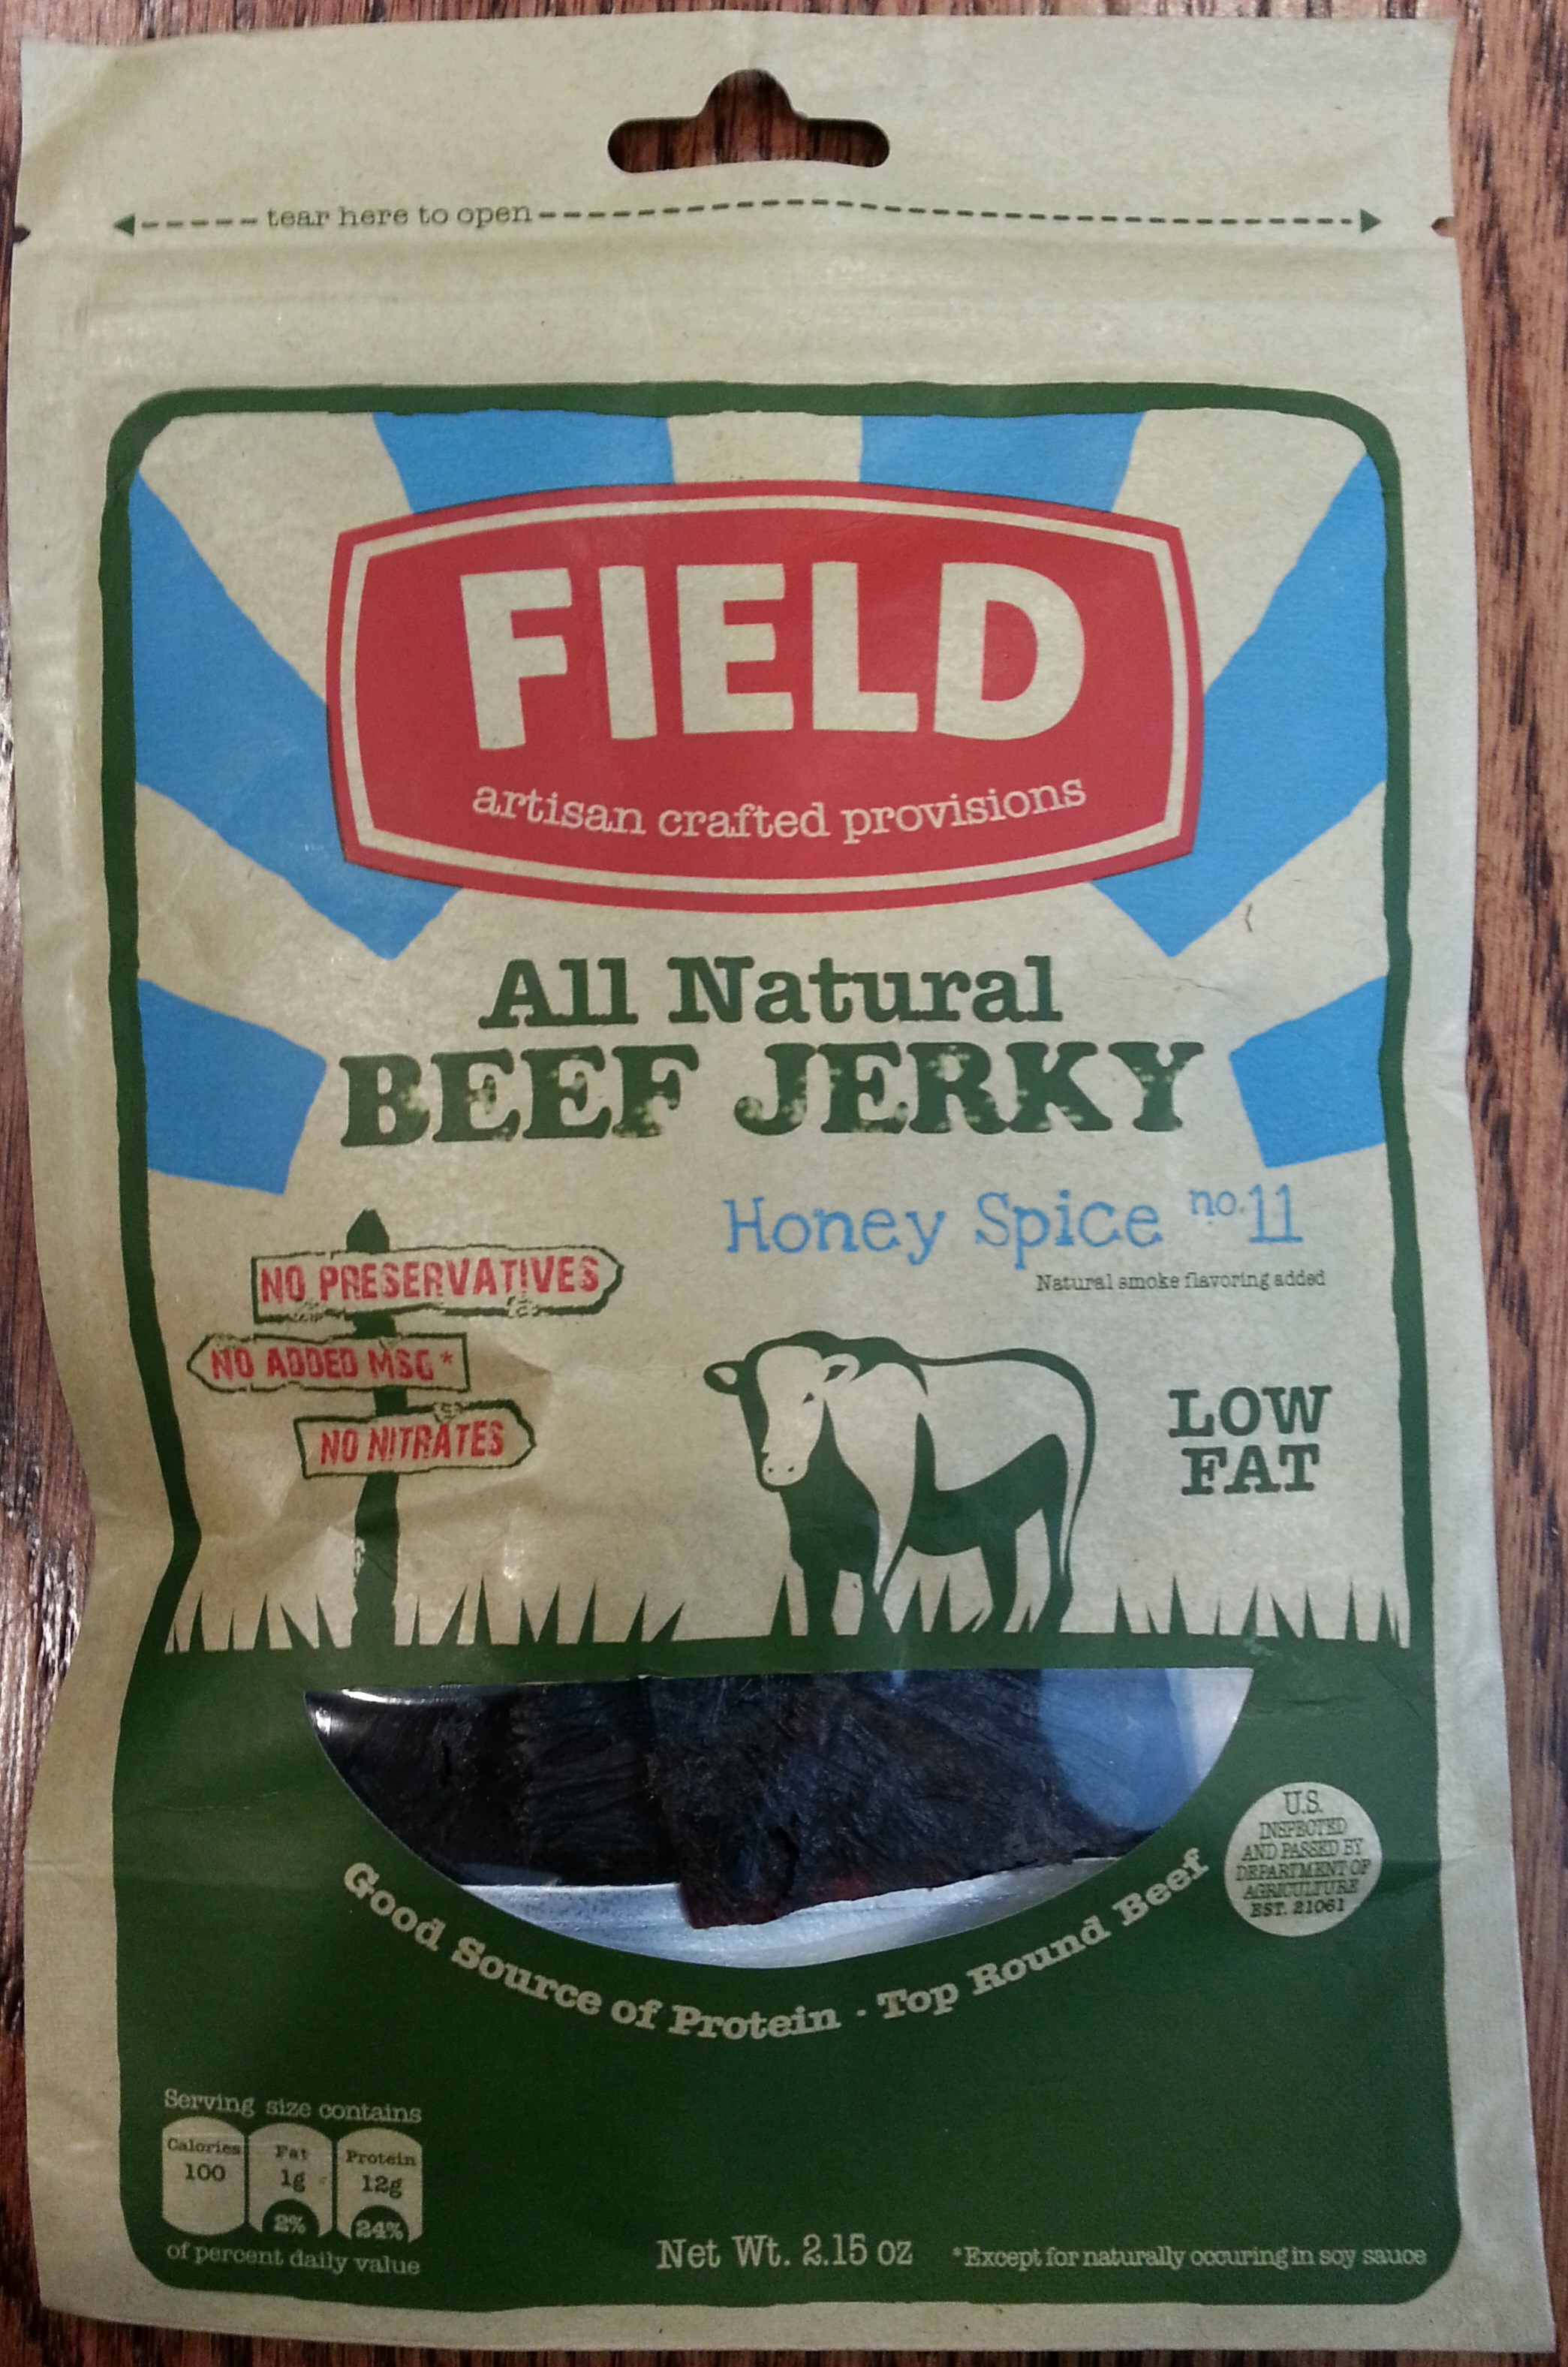 tear here to open
FIELD
artisan crafted provisions
All Natural
BEEF JERKY
Honey Spice no.11
Natural smoke flavoring added
NO PRESERVATIVES
NO ADDED MSG*
NO NITRATES
LOW
FAT
Good Source of Protein · Top Round Beef
U.S.
INSPECTED
AND PASSED BY
DEPARTMENT OF
AGRICULTURE
EST. 21061
Serving size contains
Calories
100
Fat
1g
2%
Protein
12g
24%
of percent daily value
Net Wt. 2.15 oz
*Except for naturally occuring in soy sauce